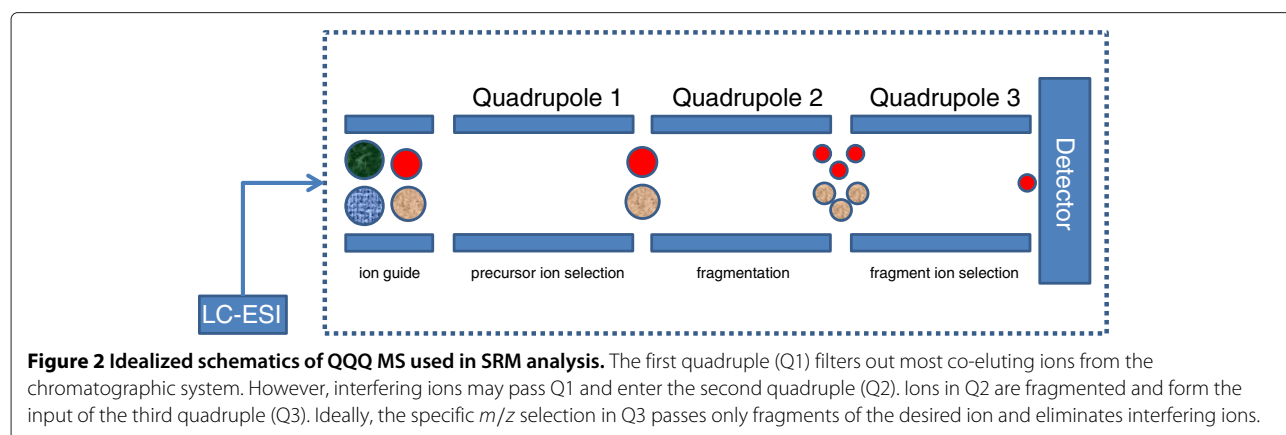 Quadrupole 1 Quadrupole 2 Quadrupole 3
Detector
ion guide precursor ion selection fragmentation fragment ion selection
LC-ESI
Figure 2 Idealized schematics of QQQ MS used in SRM analysis. The first quadruple (Q1) filters out most co-eluting ions from the
chromatographic system. However, interfering ions may pass Q1 and enter the second quadruple (Q2). Ions in Q2 are fragmented and form the
input of the third quadruple (Q3). Ideally, the specific m/z selection in Q3 passes only fragments of the desired ion and eliminates interfering ions.